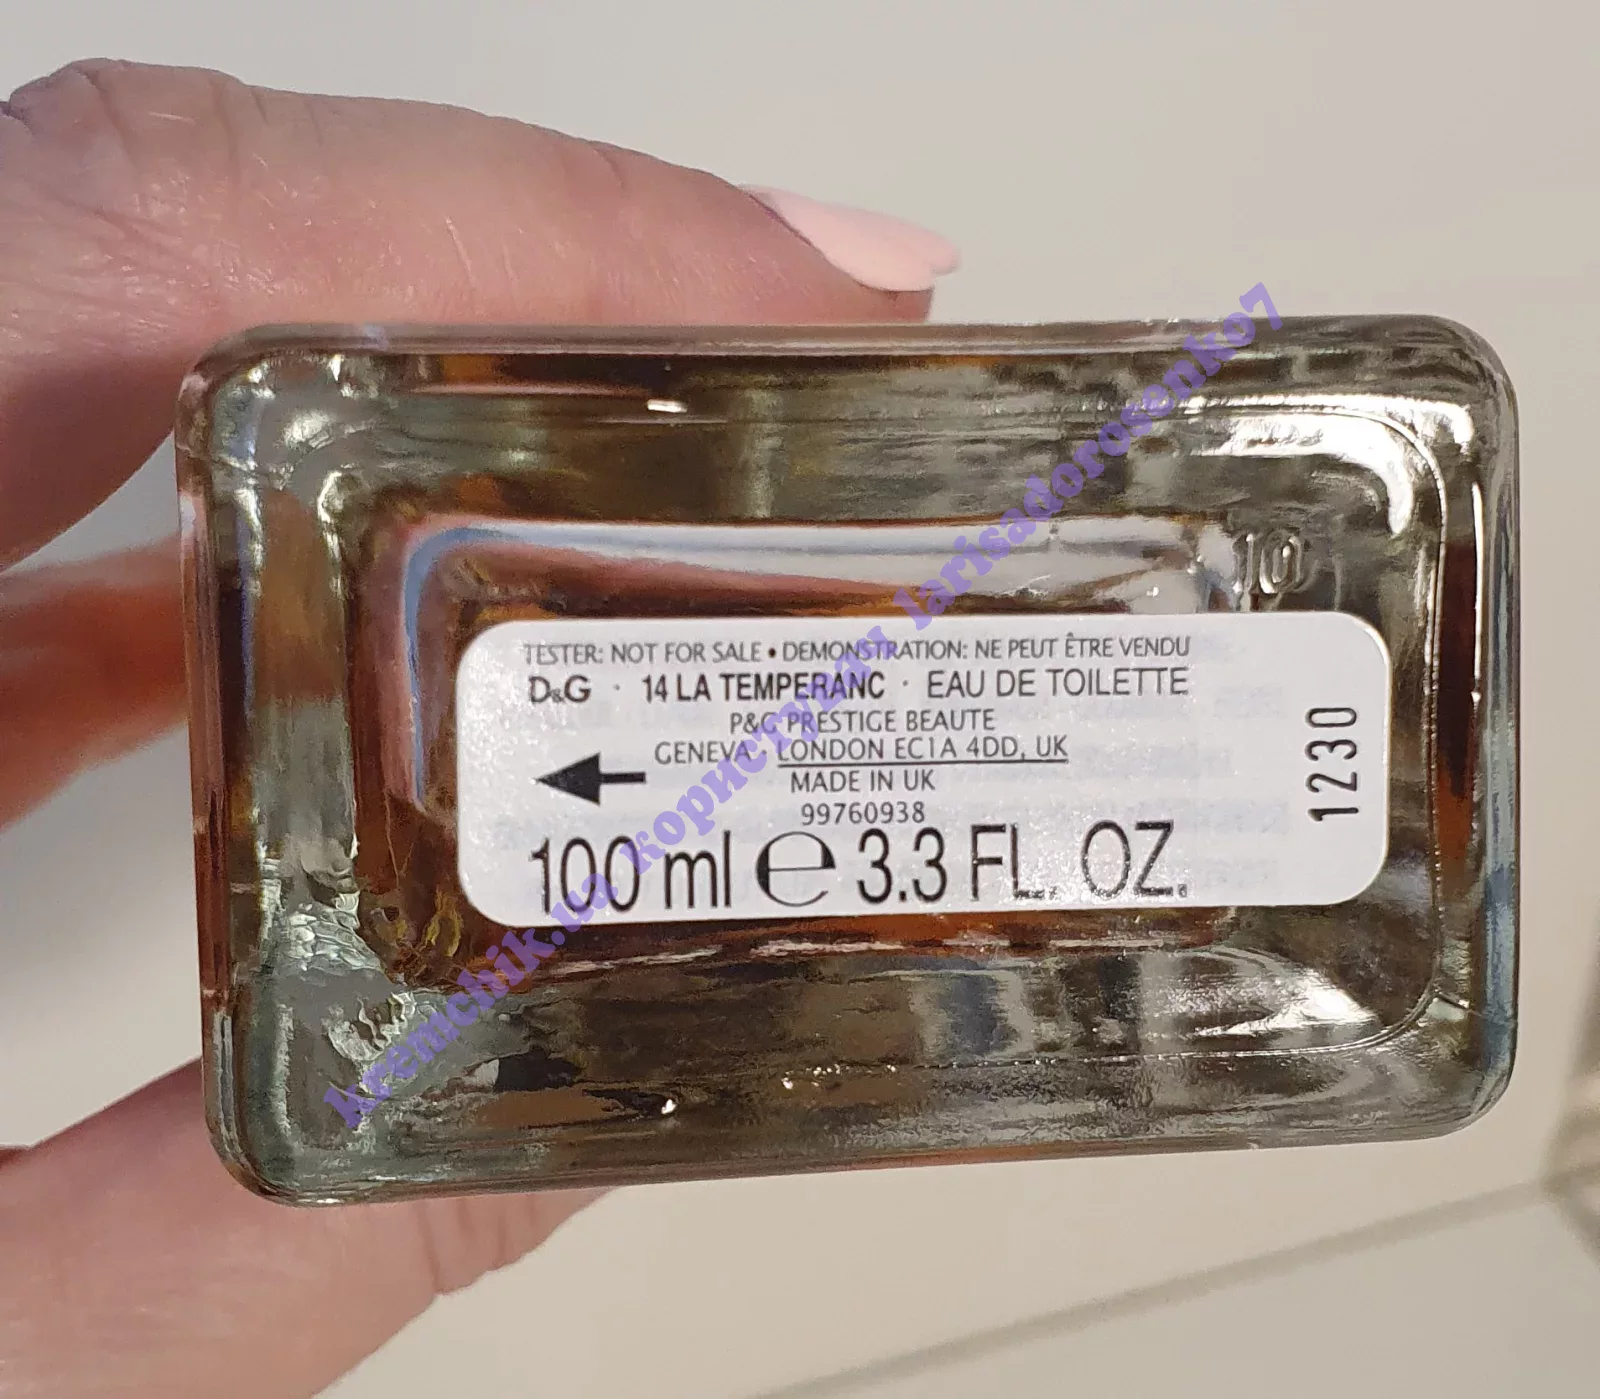 TESTER: NOT FOR SALE • DEMONSTRATION: NE PEUT ÊTRE VENDU
D&G · 14 LA TEMPERANC · EAU DE TOILETTE
P&G PRESTIGE BEAUTE
GENEVA · LONDON EC1A 4DD, UK
MADE IN UK
99760938
100 ml ℮ 3.3 FL. OZ.
1230
10
kremchik.ua користувач larisadorosenko7